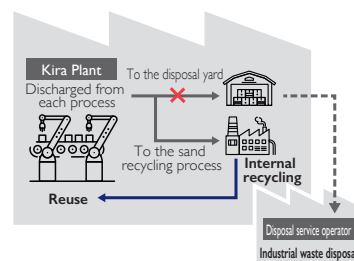 Kira Plant
Discharged from
each process
To the disposal yard
To the sand
recycling process
Internal
recycling
Reuse
Disposal service operator
Industrial waste disposal